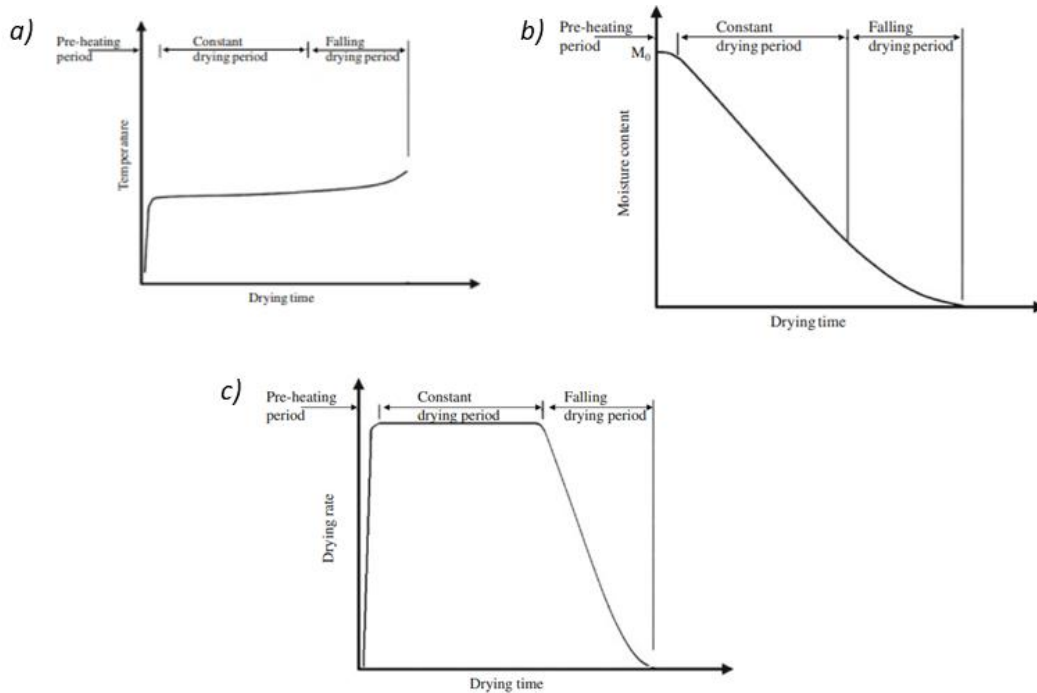 a)
Pre-heating
period
Constant
drying period
Falling
drying period
Temperature
Drying time
b)
Pre-heating
period
Constant
drying period
Falling
drying period
M₀
Moisture content
Drying time
c)
Pre-heating
period
Constant
drying period
Falling
drying period
Drying rate
Drying time